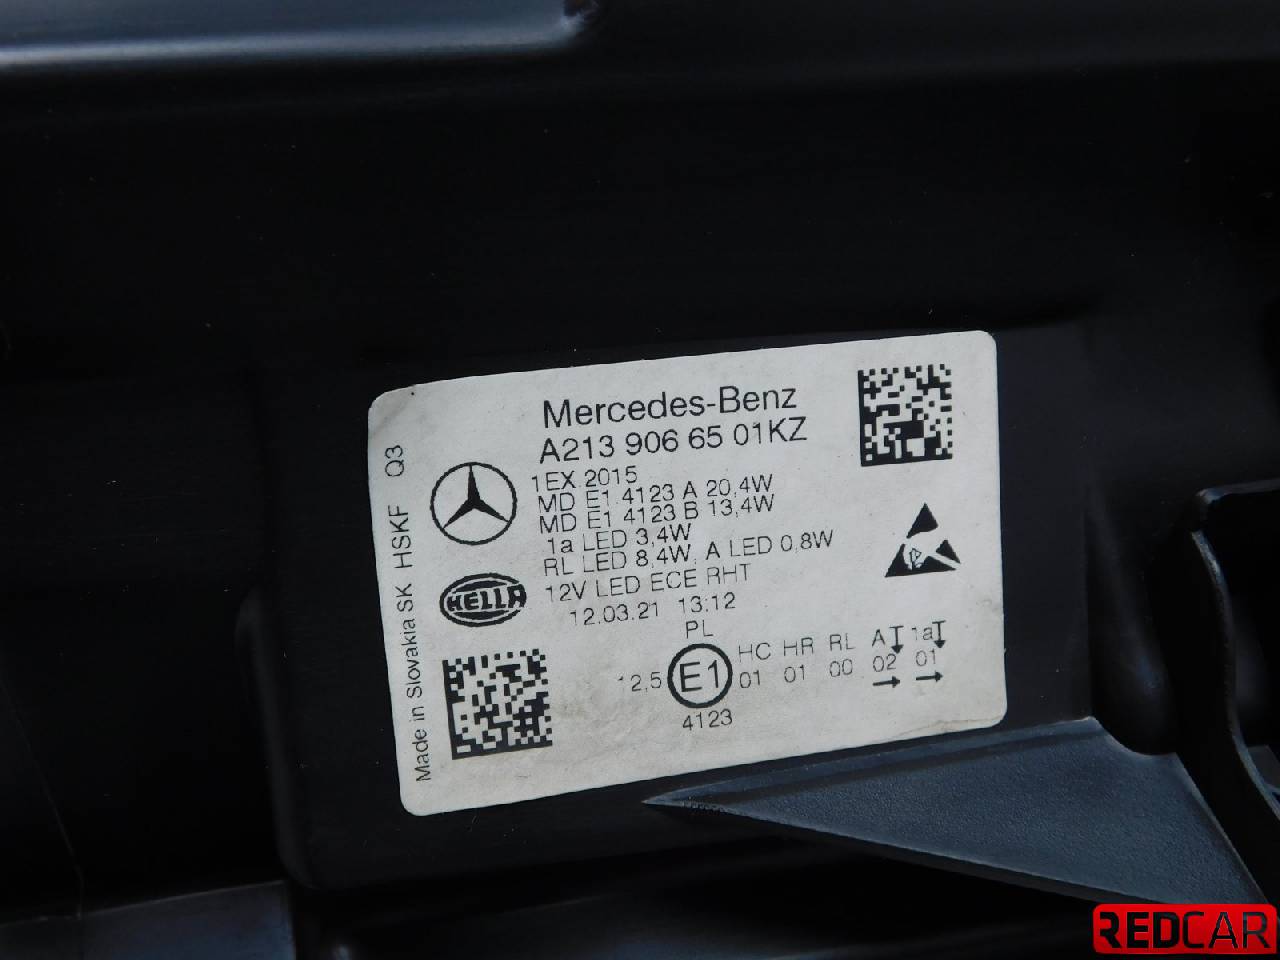 Mercedes-Benz
A213 906 65 01KZ
1EX 2015
MD E1 4123 A 20,4W
MD E1 4123 B 13,4W
1a LED 3,4W
RL LED 8,4W, A LED 0,8W
12V LED ECE RHT
12.03.21 13:12
PL
HC HR RL A 1a
12,5 E1 01 01 00 02 01
4123
HELLA
Made in Slovakia SK HSKF Q3
REDCAR